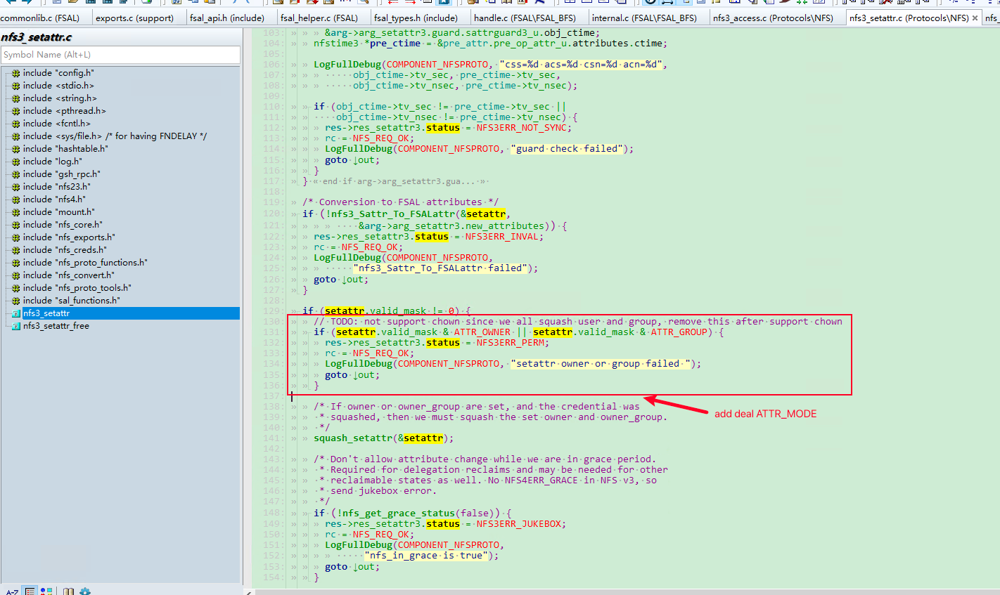 commonlib.c (FSAL)
exports.c (support)
fsal_api.h (include)
fsal_helper.c (FSAL)
fsal_types.h (include)
handle.c (FSAL\FSAL_BFS)
internal.c (FSAL\FSAL_BFS)
nfs3_access.c (Protocols\NFS)
nfs3_setattr.c (Protocols\NFS)
nfs_
nfs3_setattr.c
Symbol Name (Alt+L)
include "config.h"
include <stdio.h>
include <string.h>
include <pthread.h>
include <fcntl.h>
include <sys/file.h> /* for having FNDELAY */
include "hashtable.h"
include "log.h"
include "gsh_rpc.h"
include "nfs23.h"
include "nfs4.h"
include "mount.h"
include "nfs_core.h"
include "nfs_exports.h"
include "nfs_creds.h"
include "nfs_proto_functions.h"
include "nfs_convert.h"
include "nfs_proto_tools.h"
include "sal_functions.h"
nfs3_setattr
nfs3_setattr_free
A-Z
103: &arg->arg_setattr3.guard.sattrguard3_u.obj_ctime;
104: nfstime3 *pre_ctime = &pre_attr.pre_op_attr_u.attributes.ctime;
105:
106: LogFullDebug(COMPONENT_NFSPROTO, "css=%d acs=%d csn=%d acn=%d",
107: obj_ctime->tv_sec, pre_ctime->tv_sec,
108: obj_ctime->tv_nsec, pre_ctime->tv_nsec);
109:
110: if (obj_ctime->tv_sec != pre_ctime->tv_sec ||
111: obj_ctime->tv_nsec != pre_ctime->tv_nsec) {
112: res->res_setattr3.status = NFS3ERR_NOT_SYNC;
113: rc = NFS_REQ_OK;
114: LogFullDebug(COMPONENT_NFSPROTO, "guard check failed");
115: goto ↓out;
116: }
117: } « end if arg->arg_setattr3.gua... »
118:
119: /* Conversion to FSAL attributes */
120: if (!nfs3_Sattr_To_FSALattr(&setattr,
121: &arg->arg_setattr3.new_attributes)) {
122: res->res_setattr3.status = NFS3ERR_INVAL;
123: rc = NFS_REQ_OK;
124: LogFullDebug(COMPONENT_NFSPROTO,
125: "nfs3_Sattr_To_FSALattr failed");
126: goto ↓out;
127: }
128:
129: if (setattr.valid_mask != 0) {
130: // TODO: not support chown since we all squash user and group, remove this after support chown
131: if (setattr.valid_mask & ATTR_OWNER || setattr.valid_mask & ATTR_GROUP) {
132: res->res_setattr3.status = NFS3ERR_PERM;
133: rc = NFS_REQ_OK;
134: LogFullDebug(COMPONENT_NFSPROTO, "setattr owner or group failed ");
135: goto ↓out;
136: }
137:
138: /* If owner or owner_group are set, and the credential was
add deal ATTR_MODE
139: * squashed, then we must squash the set owner and owner_group.
140: */
141: squash_setattr(&setattr);
142:
143: /* Don't allow attribute change while we are in grace period.
144: * Required for delegation reclaims and may be needed for other
145: * reclaimable states as well. No NFS4ERR_GRACE in NFS v3, so
146: * send jukebox error.
147: */
148: if (!nfs_get_grace_status(false)) {
149: res->res_setattr3.status = NFS3ERR_JUKEBOX;
150: rc = NFS_REQ_OK;
151: LogFullDebug(COMPONENT_NFSPROTO,
152: "nfs_in_grace is true");
153: goto ↓out;
154: }